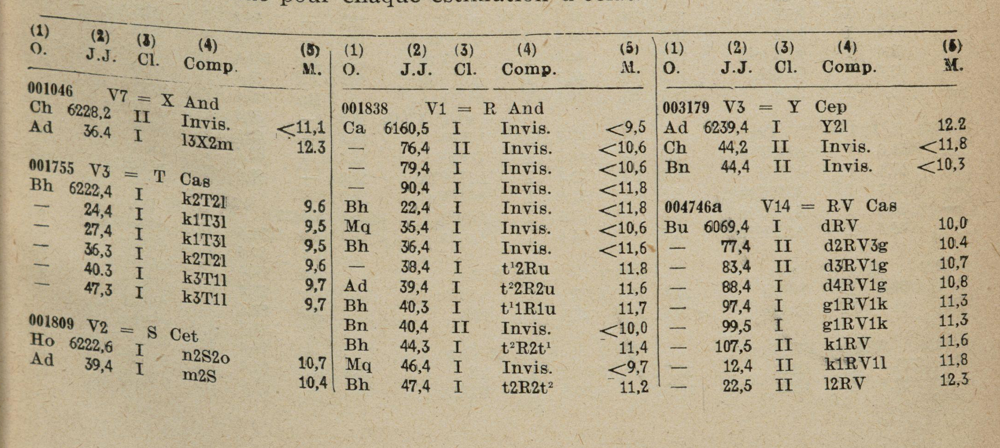 pour chaque estimation d'éclat.
(1) (2) (3) (4) (5)
O. J.J. Cl. Comp. M.
001046 V7 = X And
Ch 6228,2 II Invis. <11,1
Ad 36.4 I l3X2m 12.3
001755 V3 = T Cas
Bh 6222,4 I k2T2l 9.6
— 24,4 I k1T3l 9,5
— 27,4 I k1T3l 9,5
— 36,3 I k2T2l 9,6
— 40.3 I k3T1l 9,7
— 47,3 I k3T1l 9,7
001809 V2 = S Cet
Ho 6222,6 I n2S2o 10,7
Ad 39,4 I m2S 10,4
(1) (2) (3) (4) (5)
O. J.J. Cl. Comp. M.
001838 V1 = R And
Ca 6160,5 I Invis. <9,5
— 76,4 II Invis. <10,6
— 79,4 I Invis. <10,6
— 90,4 I Invis. <11,8
Bh 22,4 I Invis. <11,8
Mq 35,4 I Invis. <10,6
Bh 36,4 I Invis. <11,6
— 38,4 I t¹2Ru 11,8
Ad 39,4 I t²2R2u 11,6
Bh 40,3 I t¹1R1u 11,7
Bn 40,4 II Invis. <10,0
Bh 44,3 I t²R2t¹ 11,4
Mq 46,4 I Invis. <9,7
Bh 47,4 I t2R2t² 11,2
(1) (2) (3) (4) (5)
O. J.J. Cl. Comp. M.
003179 V3 = Y Cep
Ad 6239,4 I Y2l 12.2
Ch 44,2 II Invis. <11,8
Bn 44,4 II Invis. <10,3
004746a V14 = RV Cas
Bu 6069,4 I dRV 10,0
— 77,4 II d2RV3g 10.4
— 83,4 II d3RV1g 10,7
— 88,4 I d4RV1g 10,8
— 97,4 I g1RV1k 11,3
— 99,5 I g1RV1k 11,3
— 107,5 II k1RV 11,6
— 12,4 II k1RV1l 11,8
— 22,5 II l2RV 12,3